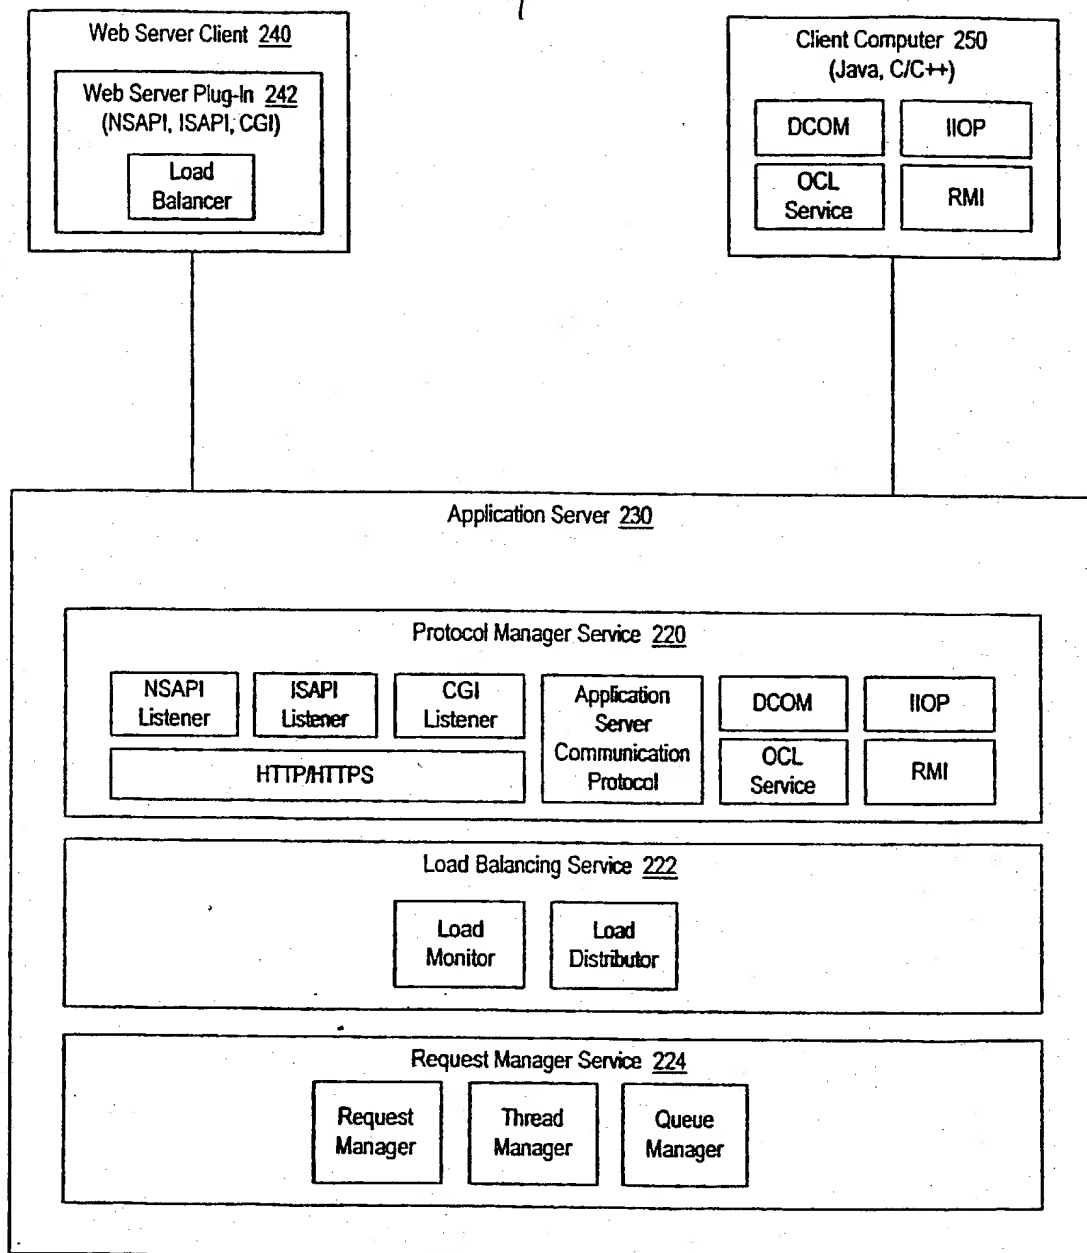 Web Server Client 240
Web Server Plug-In 242
(NSAPI, ISAPI, CGI)
Load
Balancer
Client Computer 250
(Java, C/C++)
DCOM
IIOP
OCL
Service
RMI
Application Server 230
Protocol Manager Service 220
NSAPI
Listener
ISAPI
Listener
CGI
Listener
HTTP/HTTPS
Application
Server
Communication
Protocol
DCOM
IIOP
OCL
Service
RMI
Load Balancing Service 222
Load
Monitor
Load
Distributor
Request Manager Service 224
Request
Manager
Thread
Manager
Queue
Manager